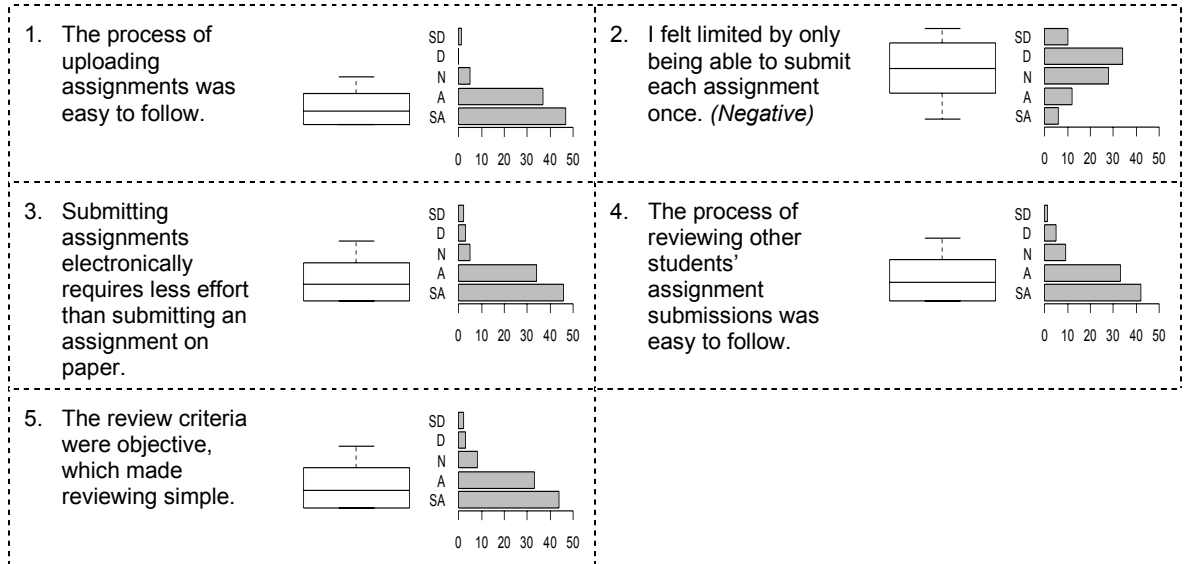 1. The process of
uploading
assignments was
easy to follow.
SD
D
N
A
SA
0 10 20 30 40 50
2. I felt limited by only
being able to submit
each assignment
once. (Negative)
SD
D
N
A
SA
0 10 20 30 40 50
3. Submitting
assignments
electronically
requires less effort
than submitting an
assignment on
paper.
SD
D
N
A
SA
0 10 20 30 40 50
4. The process of
reviewing other
students’
assignment
submissions was
easy to follow.
SD
D
N
A
SA
0 10 20 30 40 50
5. The review criteria
were objective,
which made
reviewing simple.
SD
D
N
A
SA
0 10 20 30 40 50